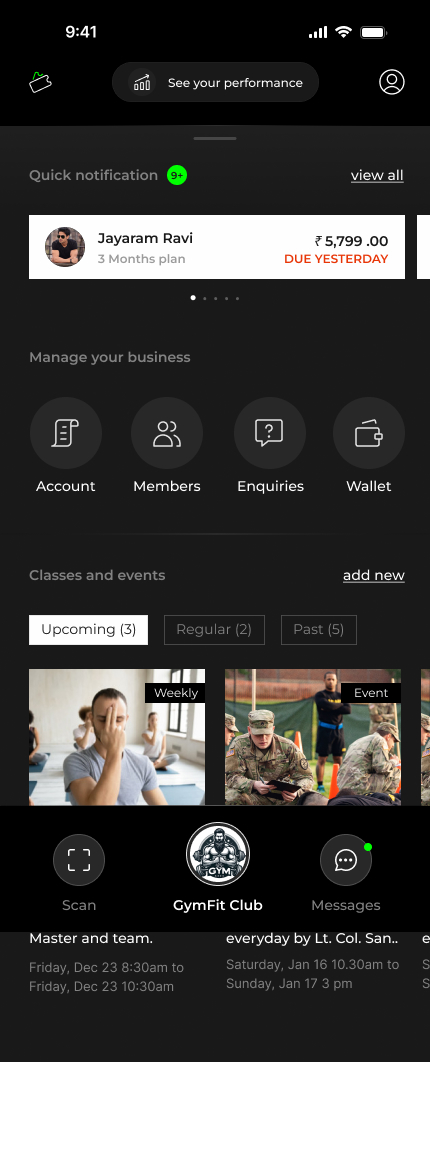 9:41
See your performance
Quick notification 9+ view all
Jayaram Ravi ₹ 5,799 .00
3 Months plan DUE YESTERDAY
Manage your business
Account Members Enquiries Wallet
Classes and events add new
Upcoming (3) Regular (2) Past (5)
Weekly Event
GYM
Scan GymFit Club Messages
Master and team. everyday by Lt. Col. San..
Friday, Dec 23 8:30am to
Friday, Dec 23 10:30am
Saturday, Jan 16 10.30am to
Sunday, Jan 17 3 pm